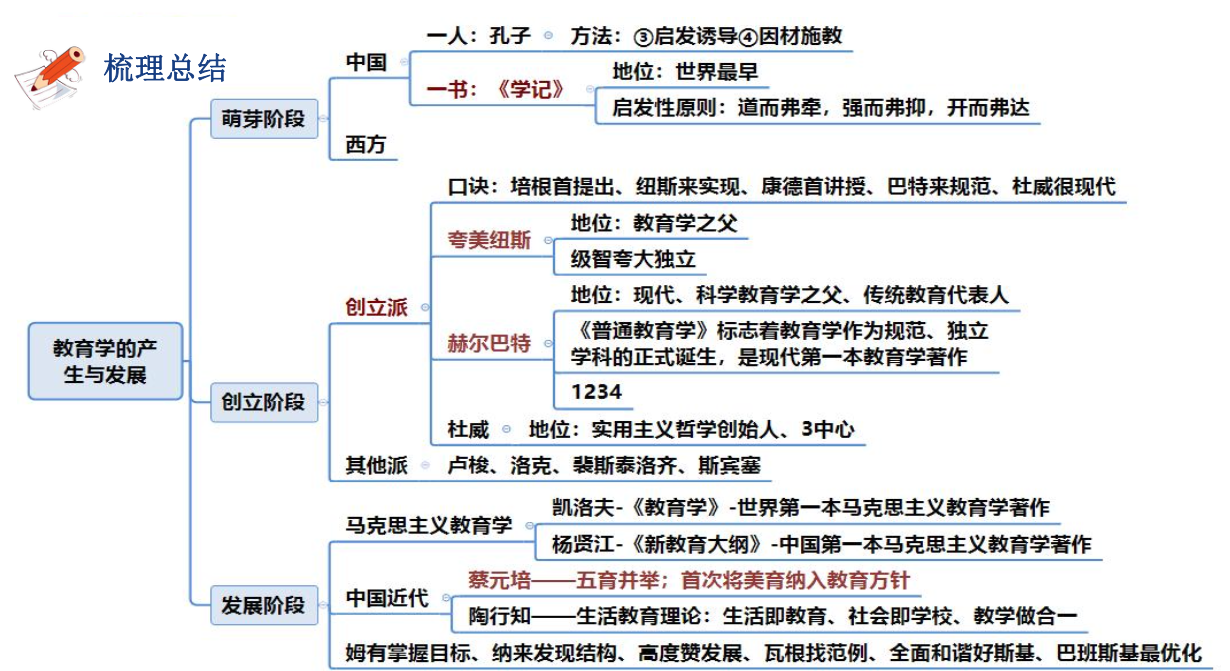 梳理总结
教育学的产
生与发展
萌芽阶段
中国
一人：孔子
方法：③启发诱导④因材施教
一书：《学记》
地位：世界最早
启发性原则：道而弗牵，强而弗抑，开而弗达
西方
创立阶段
创立派
口诀：培根首提出、纽斯来实现、康德首讲授、巴特来规范、杜威很现代
夸美纽斯
地位：教育学之父
级智夸大独立
赫尔巴特
地位：现代、科学教育学之父、传统教育代表人
《普通教育学》标志着教育学作为规范、独立
学科的正式诞生，是现代第一本教育学著作
1234
杜威
地位：实用主义哲学创始人、3中心
其他派
卢梭、洛克、裴斯泰洛齐、斯宾塞
发展阶段
马克思主义教育学
凯洛夫-《教育学》-世界第一本马克思主义教育学著作
杨贤江-《新教育大纲》-中国第一本马克思主义教育学著作
中国近代
蔡元培——五育并举；首次将美育纳入教育方针
陶行知——生活教育理论：生活即教育、社会即学校、教学做合一
姆有掌握目标、纳来发现结构、高度赞发展、瓦根找范例、全面和谐好斯基、巴班斯基最优化